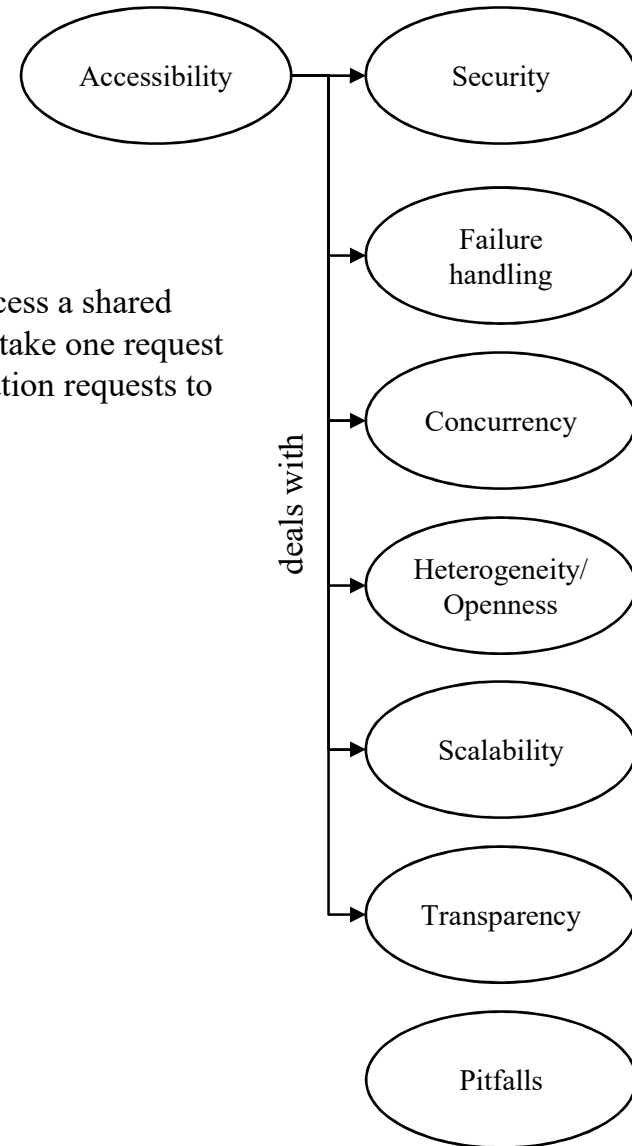 Accessibility
Security
Failure
handling
cess a shared
take one request
tion requests to
Concurrency
deals with
Heterogeneity/
Openness
Scalability
Transparency
Pitfalls